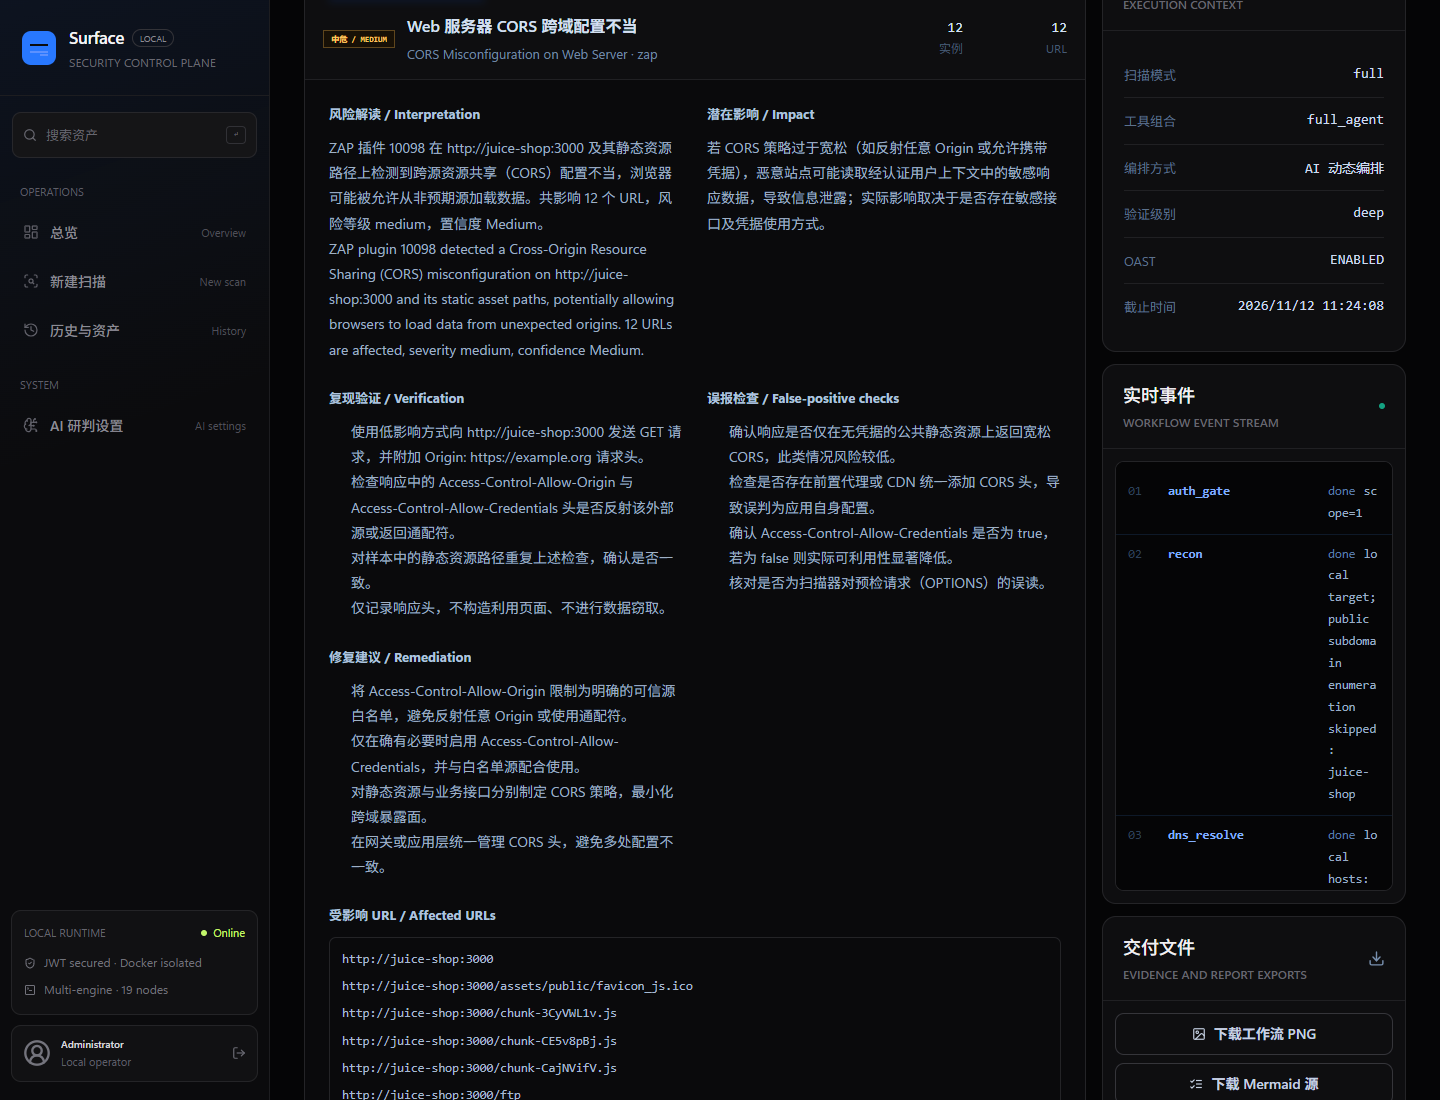 Surface LOCAL
SECURITY CONTROL PLANE
搜索资产
OPERATIONS
总览 Overview
新建扫描 New scan
历史与资产 History
SYSTEM
AI 研判设置 AI settings
LOCAL RUNTIME Online
JWT secured · Docker isolated
Multi-engine · 19 nodes
Administrator
Local operator
中危 / MEDIUM
Web 服务器 CORS 跨域配置不当
CORS Misconfiguration on Web Server · zap
12
实例
12
URL
风险解读 / Interpretation
ZAP 插件 10098 在 http://juice-shop:3000 及其静态资源
路径上检测到跨源资源共享（CORS）配置不当，浏览器
可能被允许从非预期源加载数据。共影响 12 个 URL，风
险等级 medium，置信度 Medium。
ZAP plugin 10098 detected a Cross-Origin Resource
Sharing (CORS) misconfiguration on http://juice-
shop:3000 and its static asset paths, potentially allowing
browsers to load data from unexpected origins. 12 URLs
are affected, severity medium, confidence Medium.
潜在影响 / Impact
若 CORS 策略过于宽松（如反射任意 Origin 或允许携带
凭据），恶意站点可能读取经认证用户上下文中的敏感响
应数据，导致信息泄露；实际影响取决于是否存在敏感接
口及凭据使用方式。
复现验证 / Verification
使用低影响方式向 http://juice-shop:3000 发送 GET 请
求，并附加 Origin: https://example.org 请求头。
检查响应中的 Access-Control-Allow-Origin 与
Access-Control-Allow-Credentials 头是否反射该外部
源或返回通配符。
对样本中的静态资源路径重复上述检查，确认是否一
致。
仅记录响应头，不构造利用页面、不进行数据窃取。
误报检查 / False-positive checks
确认响应是否仅在无凭据的公共静态资源上返回宽松
CORS，此类情况风险较低。
检查是否存在前置代理或 CDN 统一添加 CORS 头，导
致误判为应用自身配置。
确认 Access-Control-Allow-Credentials 是否为 true，
若为 false 则实际可利用性显著降低。
核对是否为扫描器对预检请求（OPTIONS）的误读。
修复建议 / Remediation
将 Access-Control-Allow-Origin 限制为明确的可信源
白名单，避免反射任意 Origin 或使用通配符。
仅在确有必要时启用 Access-Control-Allow-
Credentials，并与白名单源配合使用。
对静态资源与业务接口分别制定 CORS 策略，最小化
跨域暴露面。
在网关或应用层统一管理 CORS 头，避免多处配置不
一致。
受影响 URL / Affected URLs
http://juice-shop:3000
http://juice-shop:3000/assets/public/favicon_js.ico
http://juice-shop:3000/chunk-3CyVWL1v.js
http://juice-shop:3000/chunk-CE5v8pBj.js
http://juice-shop:3000/chunk-CajNVifV.js
http://juice-shop:3000/ftp
EXECUTION CONTEXT
扫描模式 full
工具组合 full_agent
编排方式 AI 动态编排
验证级别 deep
OAST ENABLED
截止时间 2026/11/12 11:24:08
实时事件
WORKFLOW EVENT STREAM
01 auth_gate done sc
ope=1
02 recon done lo
cal
target;
public
subdoma
in
enumera
tion
skipped
:
juice-
shop
03 dns_resolve done lo
cal
hosts:
交付文件
EVIDENCE AND REPORT EXPORTS
下载工作流 PNG
下载 Mermaid 源